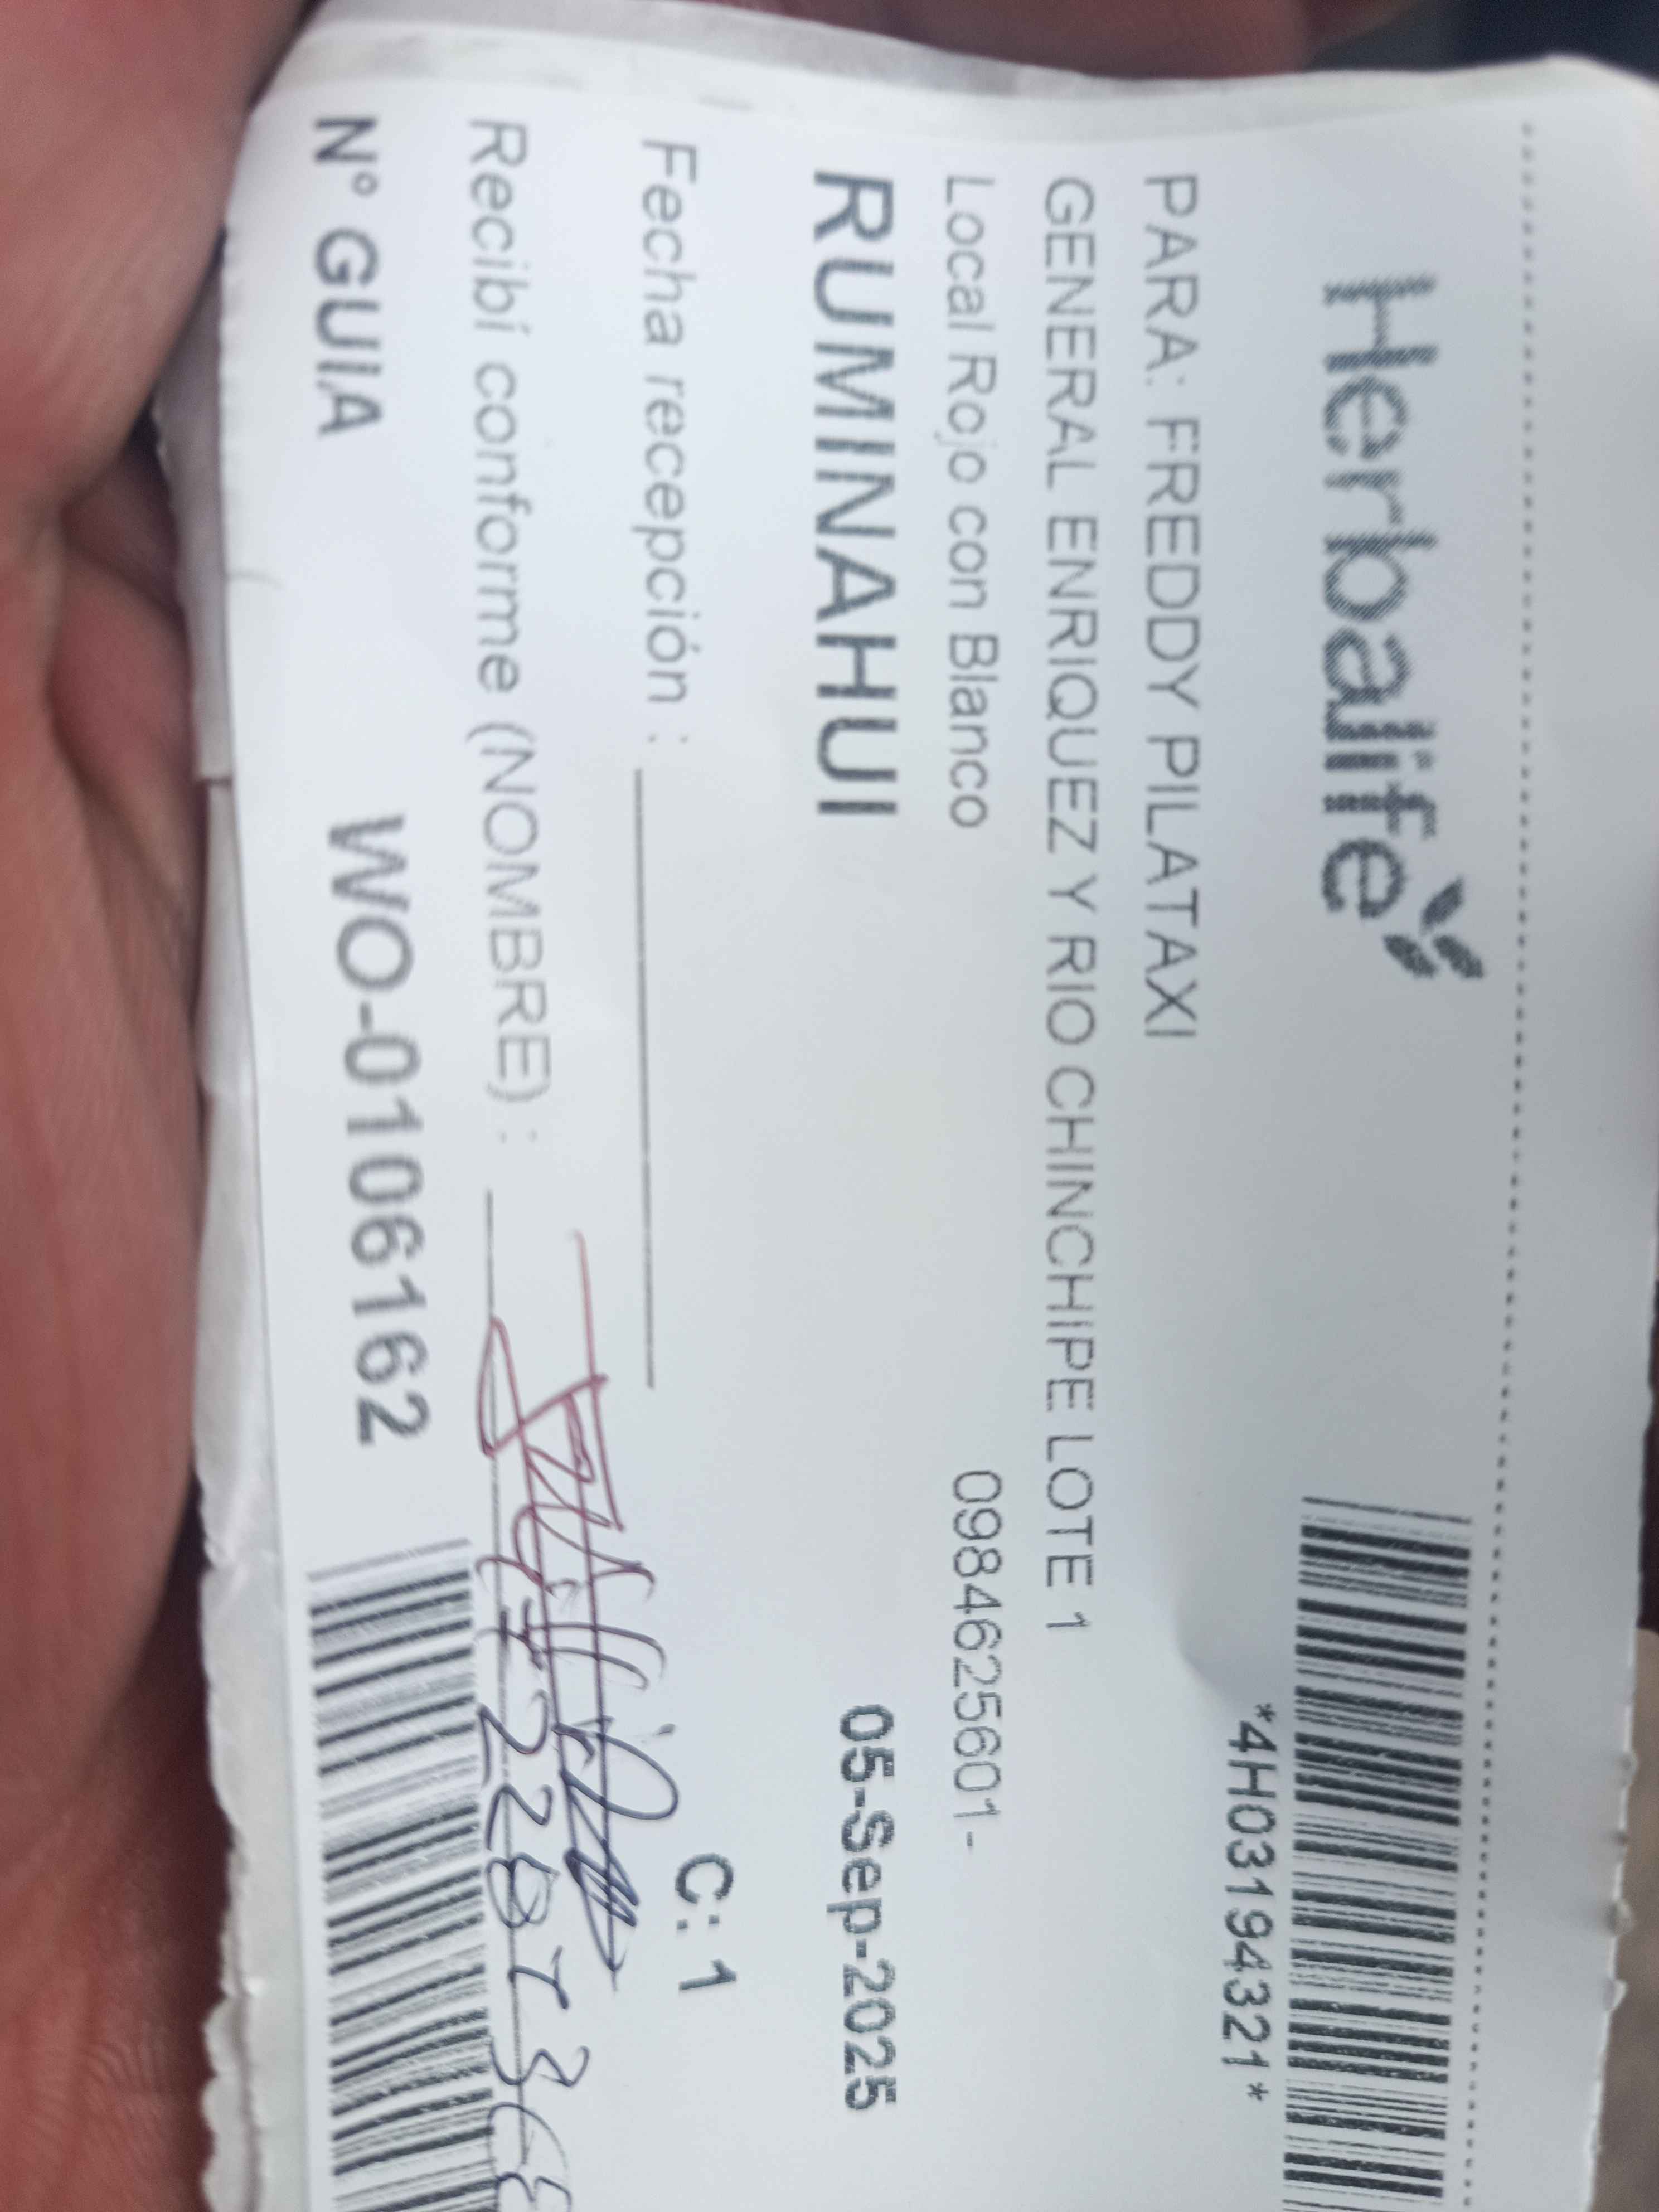 Herbalife
*4H03194321*
PARA: FREDDY PILATAXI
GENERAL ENRIQUEZ Y RIO CHINCHIPE LOTE 1
Local Rojo con Blanco 0984625601-
RUMINAHUI 05-Sep-2025
C: 1
Fecha recepción :
Recibí conforme (NOMBRE) :
N° GUIA WO-0106162